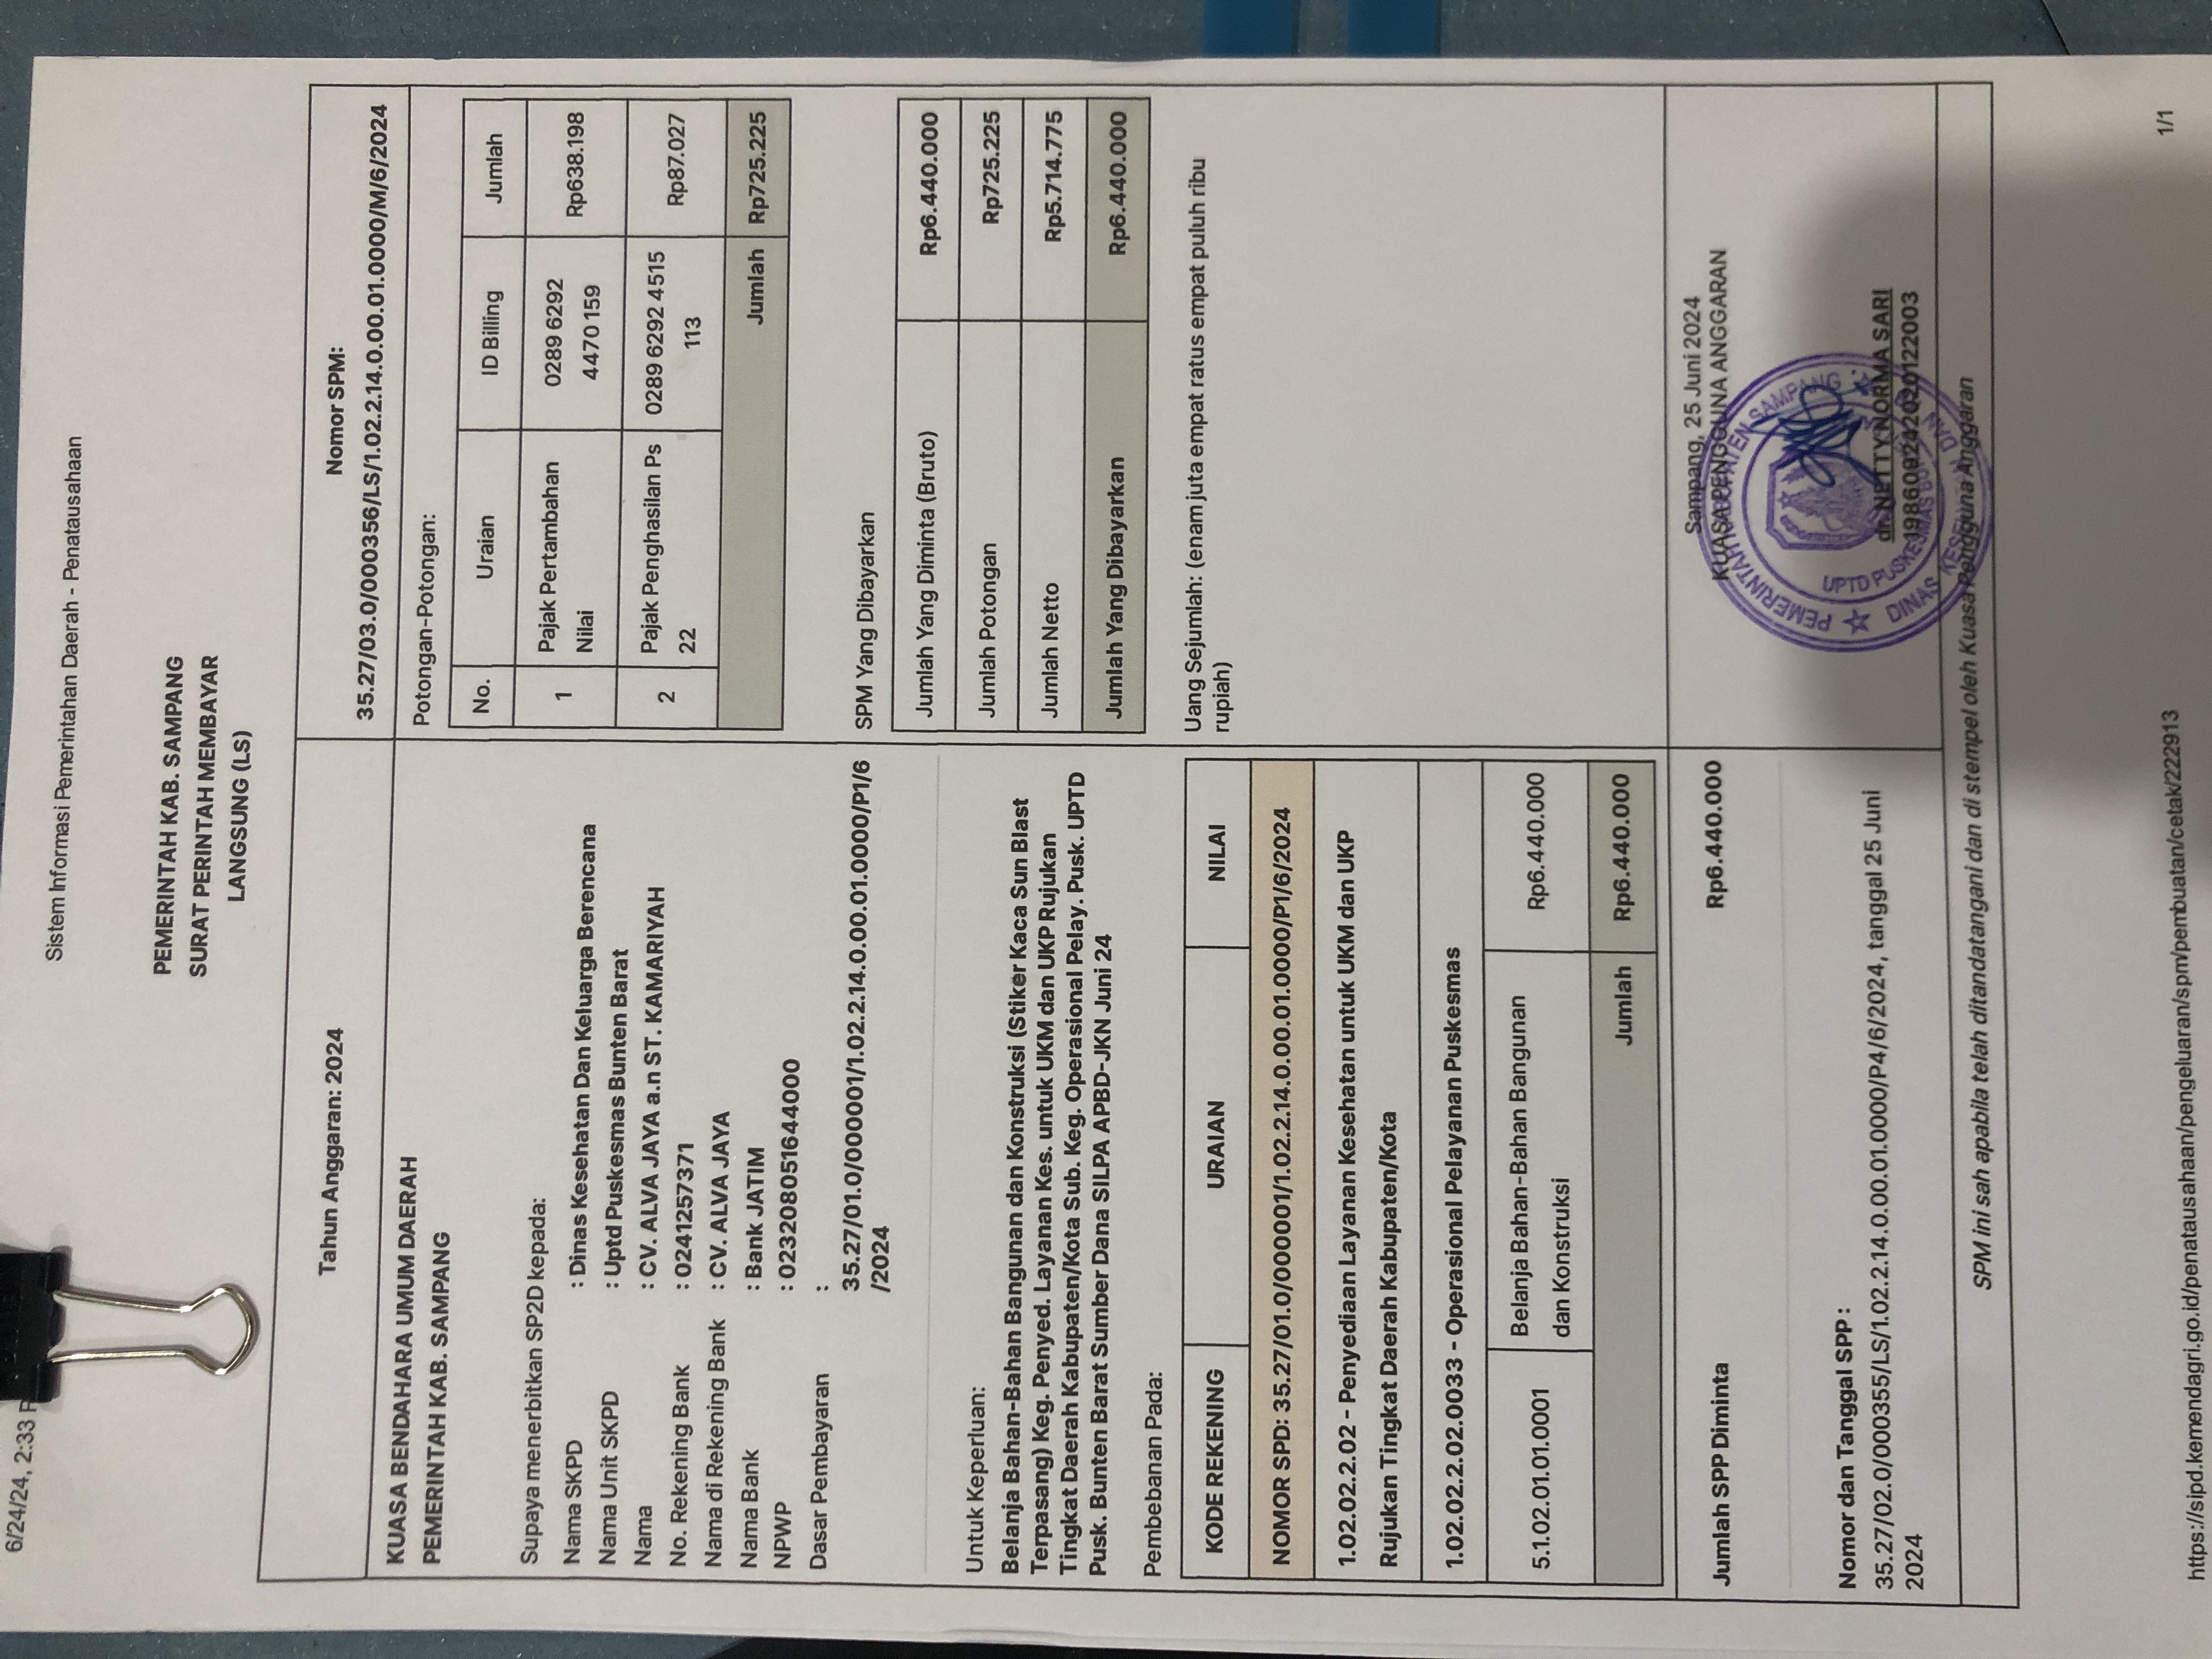 6/24/24, 2:33
Sistem Informasi Pemerintahan Daerah - Penatausahaan
PEMERINTAH KAB. SAMPANG
SURAT PERINTAH MEMBAYAR
LANGSUNG (LS)
Tahun Anggaran: 2024
Nomor SPM:
35.27/03.0/000356/LS/1.02.2.14.0.00.01.0000/M/6/2024
KUASA BENDAHARA UMUM DAERAH
PEMERINTAH KAB. SAMPANG
Supaya menerbitkan SP2D kepada:
Nama SKPD : Dinas Kesehatan Dan Keluarga Berencana
Nama Unit SKPD : Uptd Puskesmas Bunten Barat
Nama : CV. ALVA JAYA a.n ST. KAMARIYAH
No. Rekening Bank : 0241257371
Nama di Rekening Bank : CV. ALVA JAYA
Nama Bank : Bank JATIM
NPWP : 023208051644000
Dasar Pembayaran :
35.27/01.0/000001/1.02.2.14.0.00.01.0000/P1/6
/2024
Untuk Keperluan:
Belanja Bahan-Bahan Bangunan dan Konstruksi (Stiker Kaca Sun Blast
Terpasang) Keg. Penyed. Layanan Kes. untuk UKM dan UKP Rujukan
Tingkat Daerah Kabupaten/Kota Sub. Keg. Operasional Pelay. Pusk. UPTD
Pusk. Bunten Barat Sumber Dana SILPA APBD-JKN Juni 24
Pembebanan Pada:
KODE REKENING URAIAN NILAI
NOMOR SPD: 35.27/01.0/000001/1.02.2.14.0.00.01.0000/P1/6/2024
1.02.02.2.02 - Penyediaan Layanan Kesehatan untuk UKM dan UKP
Rujukan Tingkat Daerah Kabupaten/Kota
1.02.02.2.02.0033 - Operasional Pelayanan Puskesmas
5.1.02.01.01.0001 Belanja Bahan-Bahan Bangunan Rp6.440.000
dan Konstruksi
Jumlah Rp6.440.000
Potongan-Potongan:
No. Uraian ID Billing Jumlah
1 Pajak Pertambahan 0289 6292 Rp638.198
Nilai 4470 159
2 Pajak Penghasilan Ps 0289 6292 4515 Rp87.027
22 113
Jumlah Rp725.225
SPM Yang Dibayarkan
Jumlah Yang Diminta (Bruto) Rp6.440.000
Jumlah Potongan Rp725.225
Jumlah Netto Rp5.714.775
Jumlah Yang Dibayarkan Rp6.440.000
Uang Sejumlah: (enam juta empat ratus empat puluh ribu
rupiah)
Jumlah SPP Diminta Rp6.440.000
Nomor dan Tanggal SPP :
35.27/02.0/000355/LS/1.02.2.14.0.00.01.0000/P4/6/2024, tanggal 25 Juni
2024
Sampang, 25 Juni 2024
KUASA PENGGUNA ANGGARAN
PEMERINTAH KABUPATEN SAMPANG
UPTD PUSKESMAS
DINAS KESEHATAN DAN
dr. NETTY NORMA SARI
198609242020122003
SPM ini sah apabila telah ditandatangani dan di stempel oleh Kuasa Pengguna Anggaran
https://sipd.kemendagri.go.id/penatausahaan/pengeluaran/spm/pembuatan/cetak/222913
1/1